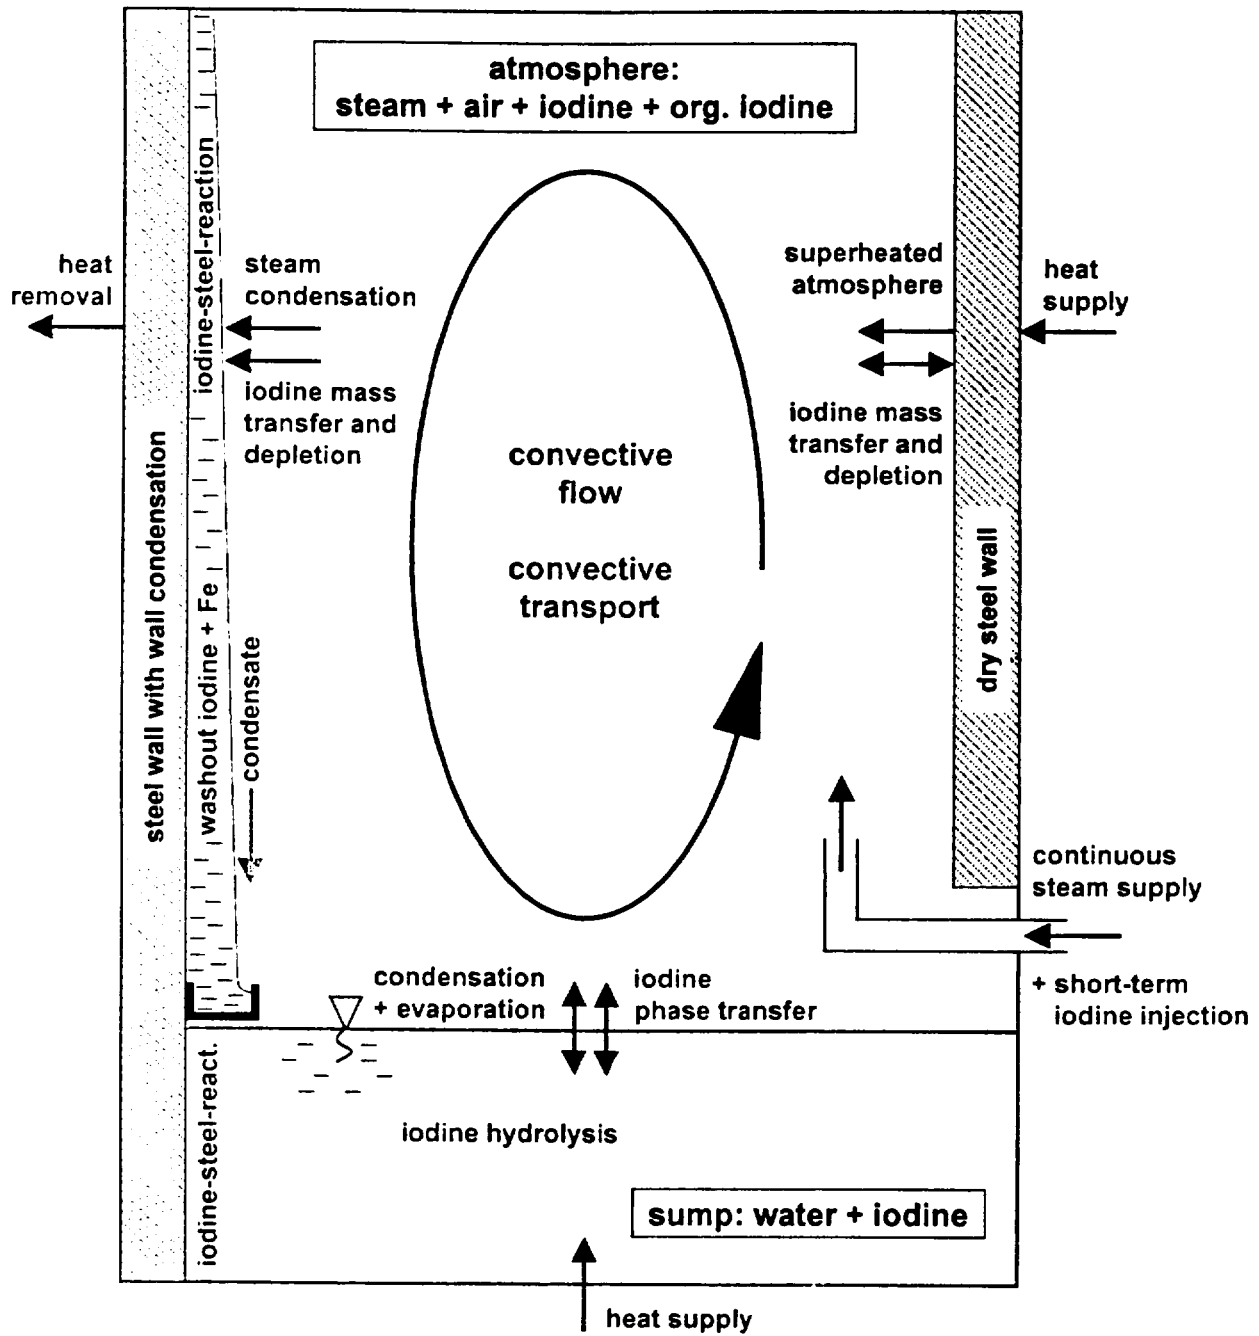 atmosphere:
steam + air + iodine + org. iodine
iodine-steel-reaction
heat
removal
steam
condensation
iodine mass
transfer and
depletion
superheated
atmosphere
heat
supply
iodine mass
transfer and
depletion
convective
flow
convective
transport
steel wall with wall condensation
washout iodine + Fe
condensate
dry steel wall
continuous
steam supply
+ short-term
iodine injection
condensation
+ evaporation
iodine
phase transfer
iodine-steel-react.
iodine hydrolysis
sump: water + iodine
heat supply